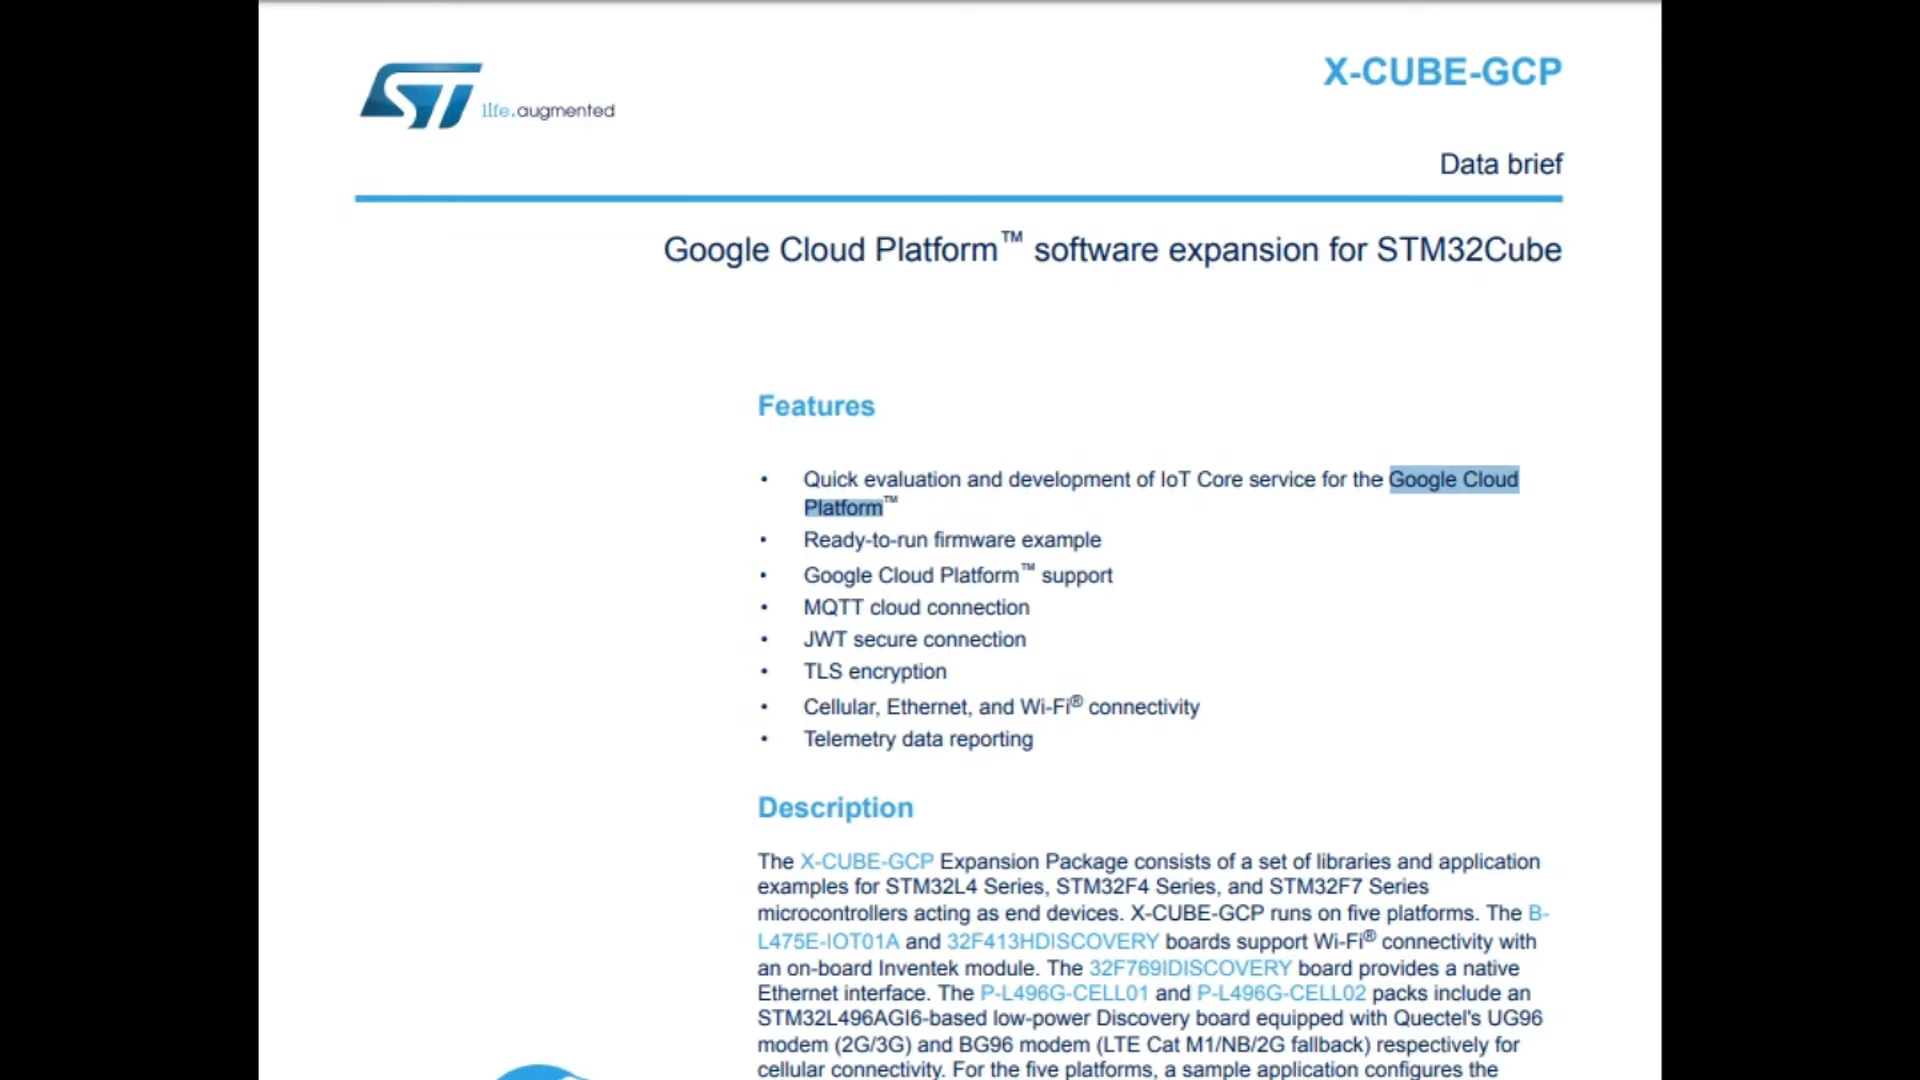 X-CUBE-GCP
ST life.augmented
Data brief
Google Cloud Platform™ software expansion for STM32Cube
Features
• Quick evaluation and development of IoT Core service for the Google Cloud
Platform™
• Ready-to-run firmware example
• Google Cloud Platform™ support
• MQTT cloud connection
• JWT secure connection
• TLS encryption
• Cellular, Ethernet, and Wi-Fi® connectivity
• Telemetry data reporting
Description
The X-CUBE-GCP Expansion Package consists of a set of libraries and application
examples for STM32L4 Series, STM32F4 Series, and STM32F7 Series
microcontrollers acting as end devices. X-CUBE-GCP runs on five platforms. The B-
L475E-IOT01A and 32F413HDISCOVERY boards support Wi-Fi® connectivity with
an on-board Inventek module. The 32F769IDISCOVERY board provides a native
Ethernet interface. The P-L496G-CELL01 and P-L496G-CELL02 packs include an
STM32L496AGI6-based low-power Discovery board equipped with Quectel's UG96
modem (2G/3G) and BG96 modem (LTE Cat M1/NB/2G fallback) respectively for
cellular connectivity. For the five platforms, a sample application configures the